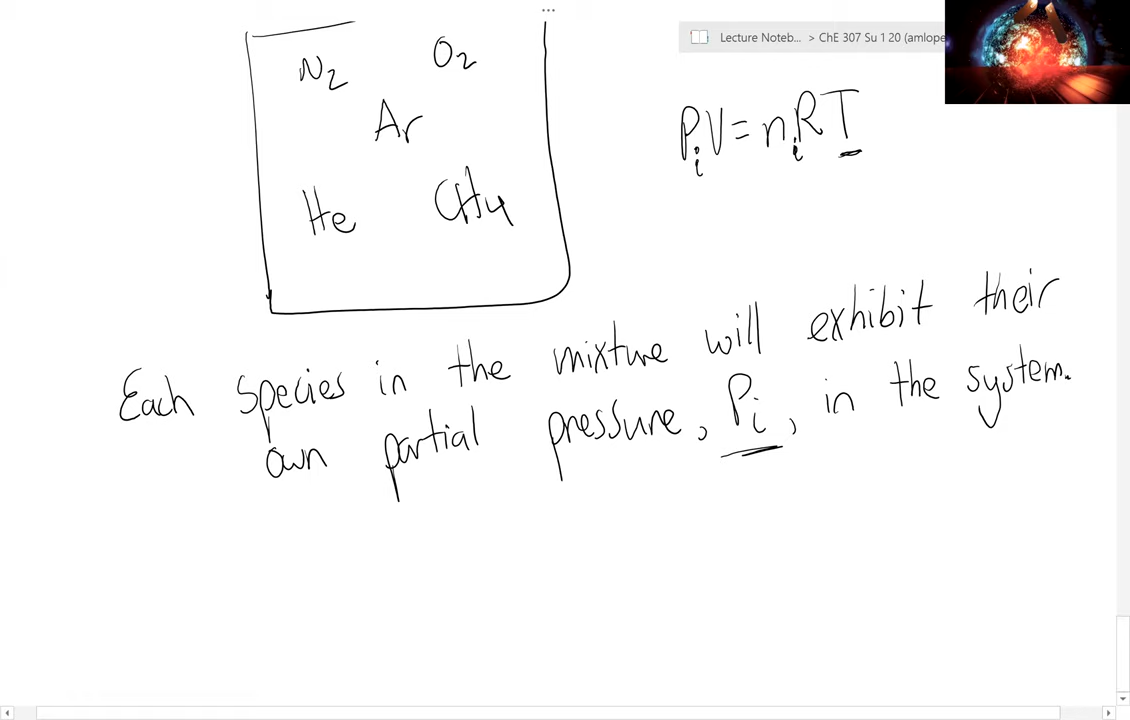 Lecture Noteb... > ChE 307 Su 1 20 (amlope
N2 O2
Ar
He CH4
PiV = niRT
Each species in the mixture will exhibit their
own partial pressure, Pi, in the system.